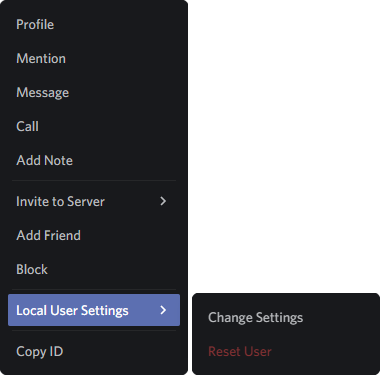 Profile
Mention
Message
Call
Add Note
Invite to Server
Add Friend
Block
Local User Settings
Copy ID
Change Settings
Reset User